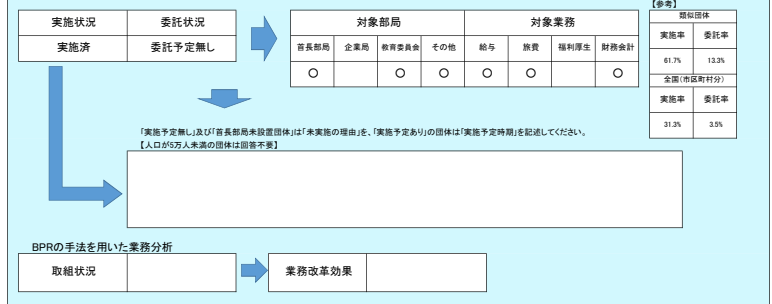 【参考】
実施状況 委託状況
実施済 委託予定無し
対象部局 対象業務
首長部局 企業局 教育委員会 その他 給与 旅費 福利厚生 財務会計
○ ○ ○ ○ ○ ○
類似団体
実施率 委託率
61.7% 13.3%
全国(市区町村分)
実施率 委託率
31.3% 3.5%
「実施予定無し」及び「首長部局未設置団体」は「未実施の理由」を、「実施予定あり」の団体は「実施予定時期」を記述してください。
【人口が5万人未満の団体は回答不要】
BPRの手法を用いた業務分析
取組状況 業務改革効果